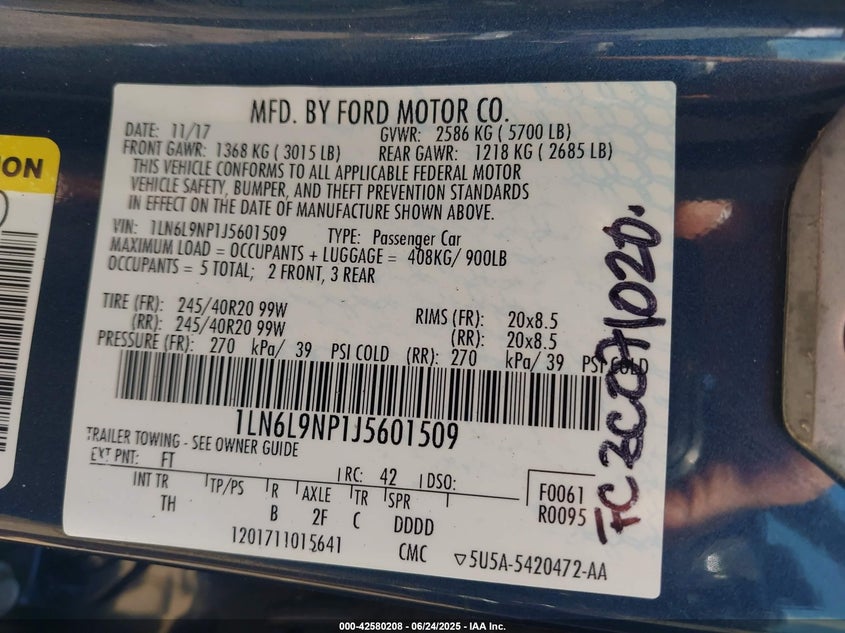 MFD. BY FORD MOTOR CO.
DATE: 11/17 GVWR: 2586 KG ( 5700 LB)
FRONT GAWR: 1368 KG ( 3015 LB) REAR GAWR: 1218 KG ( 2685 LB)
THIS VEHICLE CONFORMS TO ALL APPLICABLE FEDERAL MOTOR
VEHICLE SAFETY, BUMPER, AND THEFT PREVENTION STANDARDS
IN EFFECT ON THE DATE OF MANUFACTURE SHOWN ABOVE.
VIN: 1LN6L9NP1J5601509 TYPE: Passenger Car
MAXIMUM LOAD = OCCUPANTS + LUGGAGE = 408KG/ 900LB
OCCUPANTS = 5 TOTAL; 2 FRONT, 3 REAR
TIRE (FR): 245/40R20 99W RIMS (FR): 20x8.5
(RR): 245/40R20 99W (RR): 20x8.5
PRESSURE (FR): 270 kPa/ 39 PSI COLD (RR): 270 kPa/ 39 PSI COLD
1LN6L9NP1J5601509
TRAILER TOWING - SEE OWNER GUIDE
EXT PNT: FT RC: 42 DSO:
INT TR TP/PS R AXLE TR SPR F0061
TH B 2F C DDDD R0095
1201711015641 CMC ▽5U5A-5420472-AA
ION
000-42580208 - 06/24/2025 - IAA Inc.